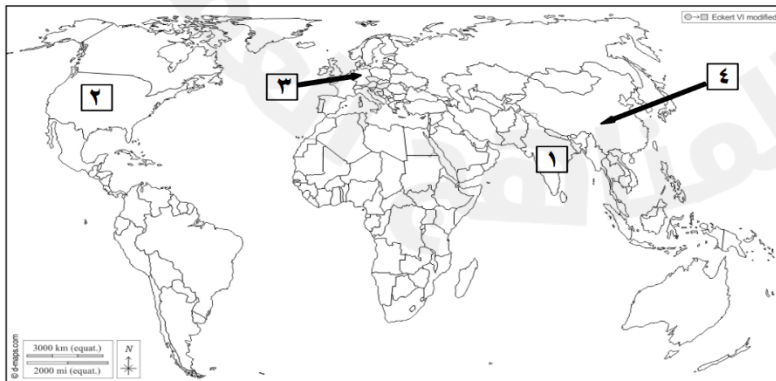 Eckert VI modified
٢
٣
٤
١
3000 km (equat.)
2000 mi (equat.)
N
© d-maps.com